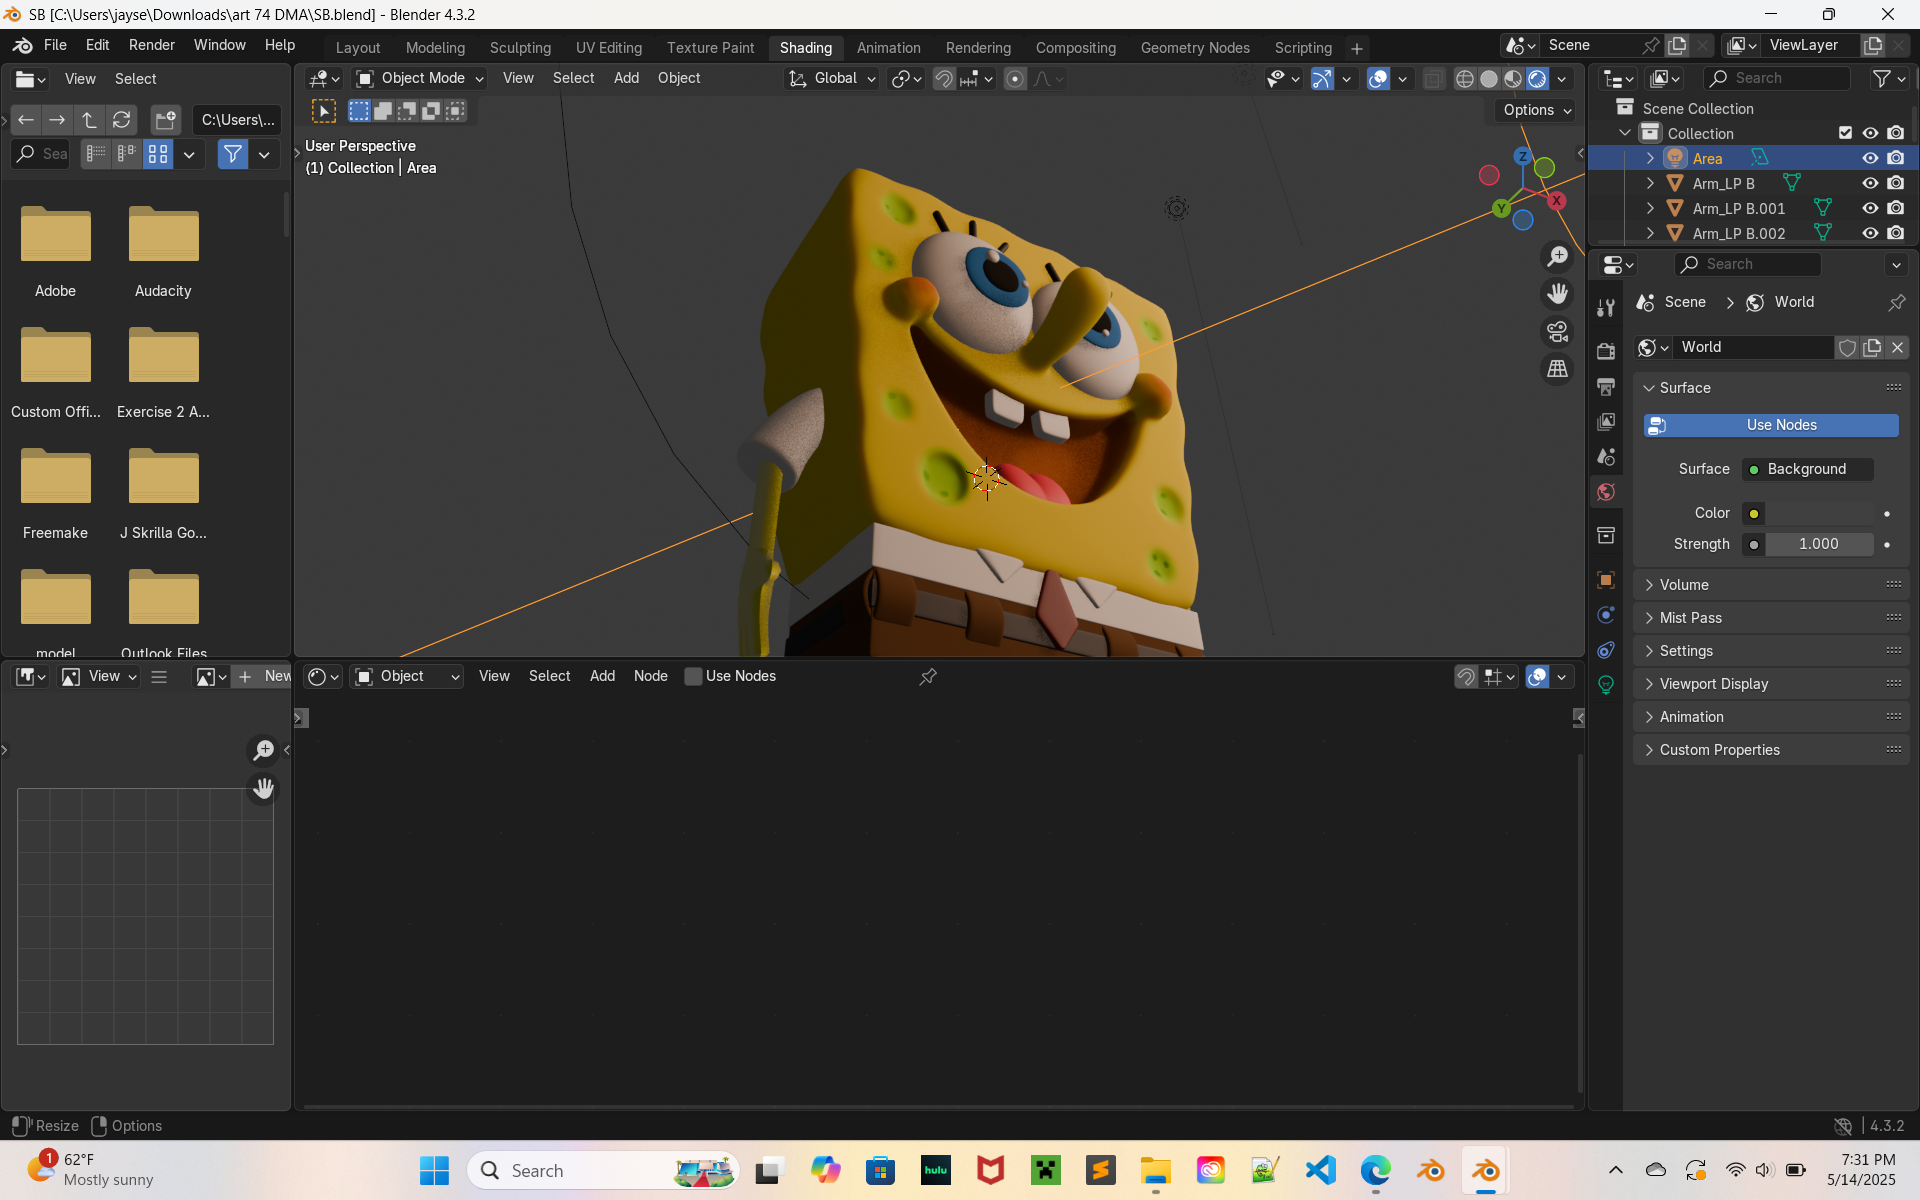 SB [C:\Users\jayse\Downloads\art 74 DMA\SB.blend] - Blender 4.3.2
File Edit Render Window Help
Layout Modeling Sculpting UV Editing Texture Paint Shading Animation Rendering Compositing Geometry Nodes Scripting
Scene ViewLayer
View Select
Object Mode View Select Add Object Global
Search
C:\Users\...
Sea
Options
User Perspective
(1) Collection | Area
Z
Y
X
Scene Collection
Collection
Area
Arm_LP B
Arm_LP B.001
Arm_LP B.002
Adobe Audacity
Custom Offi... Exercise 2 A...
Freemake J Skrilla Go...
model Outlook Files
Search
Scene World
World
Surface
Use Nodes
Surface Background
Color
Strength 1.000
Volume
Mist Pass
Settings
Viewport Display
Animation
Custom Properties
View New
Object View Select Add Node Use Nodes
Resize Options
4.3.2
1
62°F
Mostly sunny
Search
hulu
7:31 PM
5/14/2025